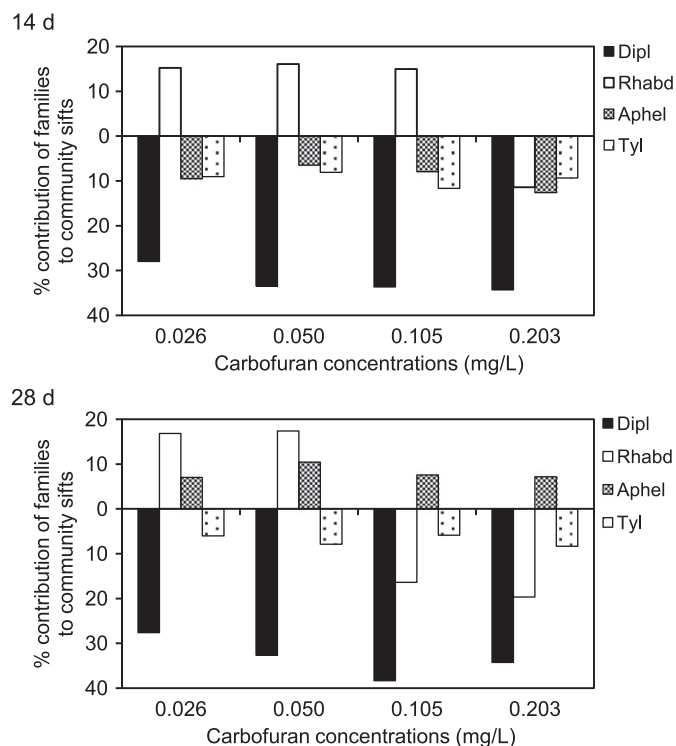 14 d
% contribution of families
to community sifts
20
10
0
10
20
30
40
Dipl
Rhabd
Aphel
Tyl
0.026 0.050 0.105 0.203
Carbofuran concentrations (mg/L)
28 d
% contribution of families
to community sifts
20
10
0
10
20
30
40
Dipl
Rhabd
Aphel
Tyl
0.026 0.050 0.105 0.203
Carbofuran concentrations (mg/L)